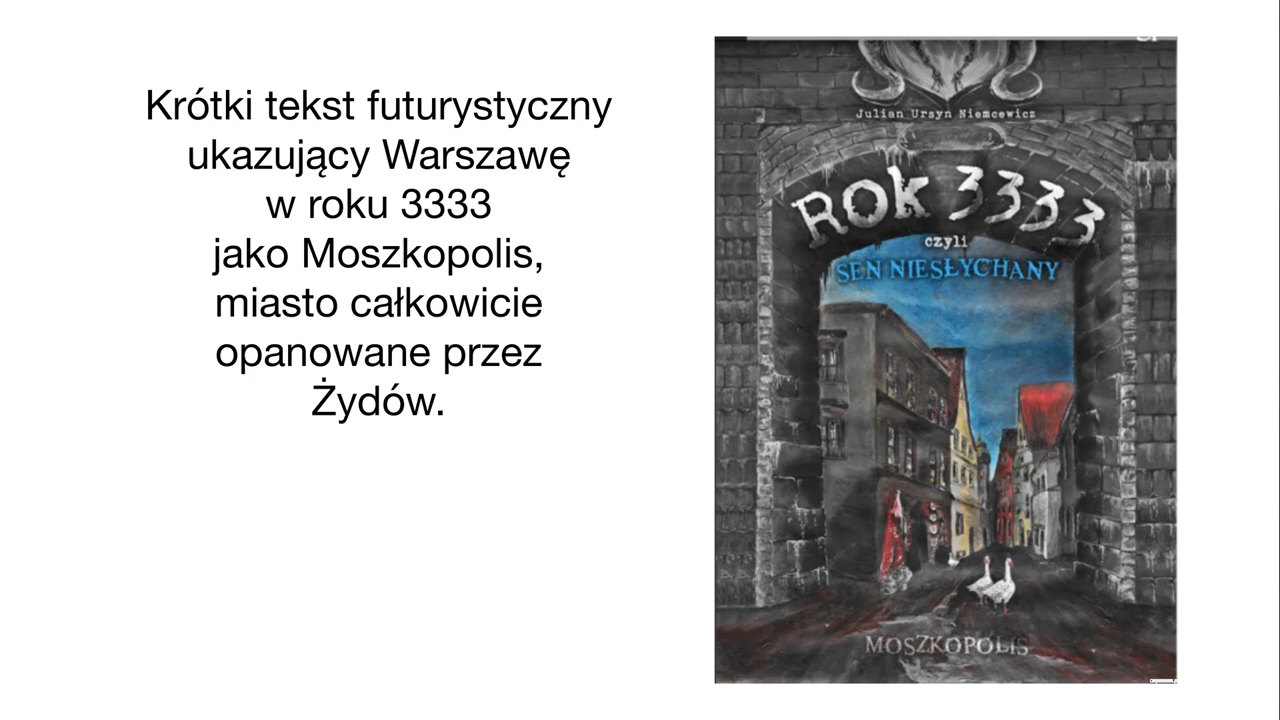 Krótki tekst futurystyczny
ukazujący Warszawę
w roku 3333
jako Moszkopolis,
miasto całkowicie
opanowane przez
Żydów.
Julian Ursyn Niemcewicz
ROK 3333
czyli
SEN NIESŁYCHANY
MOSZKOPOLIS